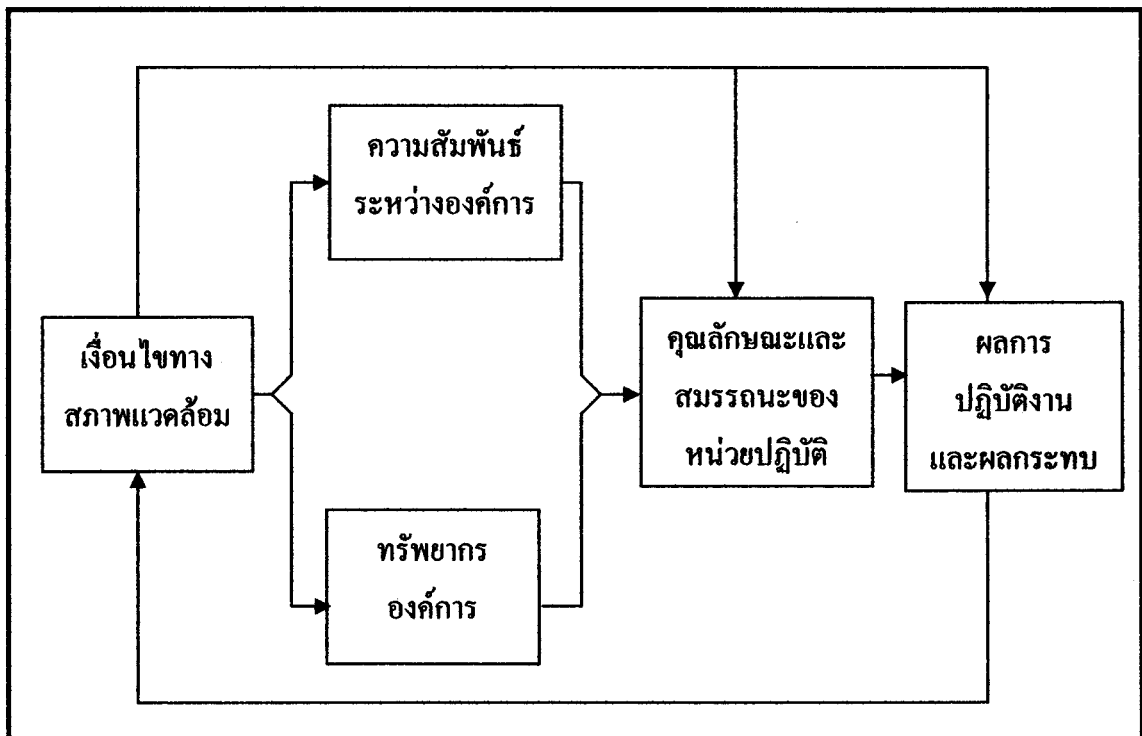 ความสัมพันธ์
ระหว่างองค์การ
เงื่อนไขทาง
สภาพแวดล้อม
ทรัพยากร
องค์การ
คุณลักษณะและ
สมรรถนะของ
หน่วยปฏิบัติ
ผลการ
ปฏิบัติงาน
และผลกระทบ